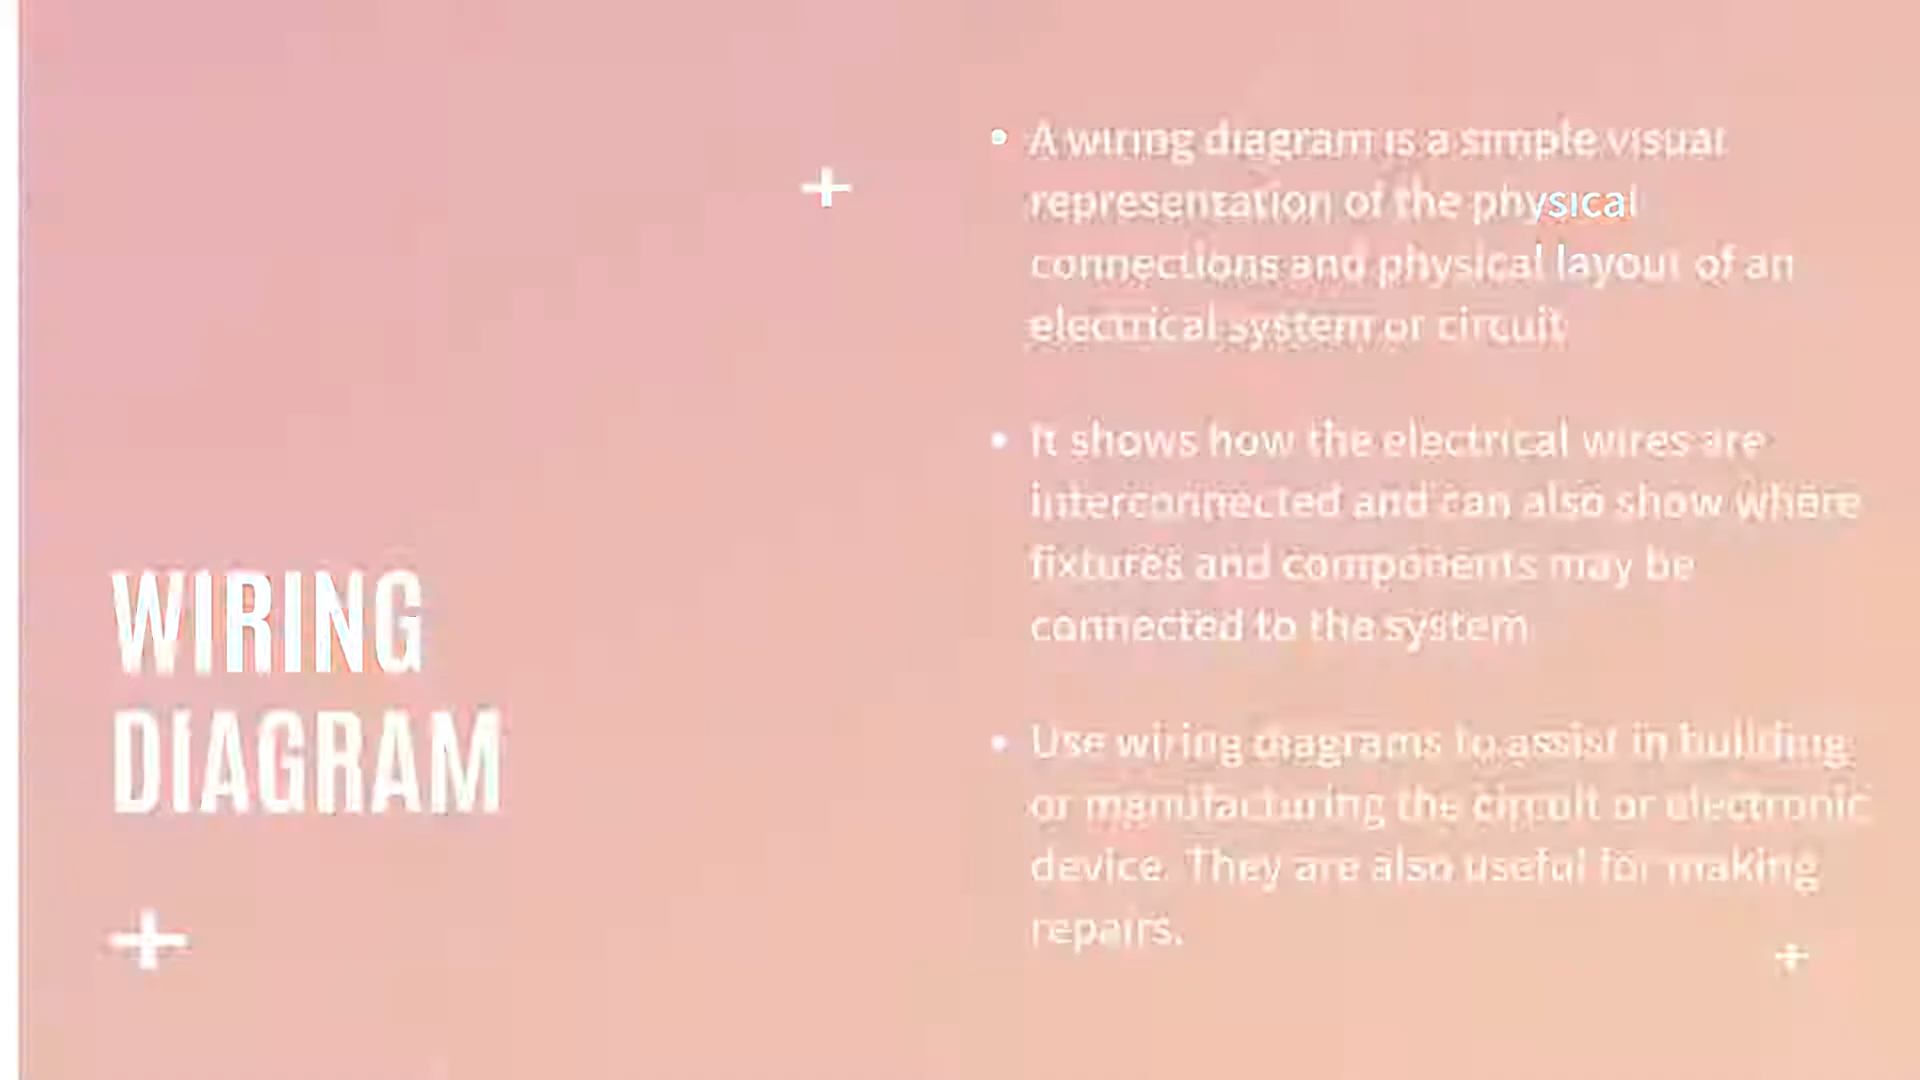 WIRING
DIAGRAM
• A wiring diagram is a simple visual
representation of the physical
connections and physical layout of an
electrical system or circuit
• It shows how the electrical wires are
interconnected and can also show where
fixtures and components may be
connected to the system
• Use wiring diagrams to assist in building
or manufacturing the circuit or electronic
device. They are also useful for making
repairs.